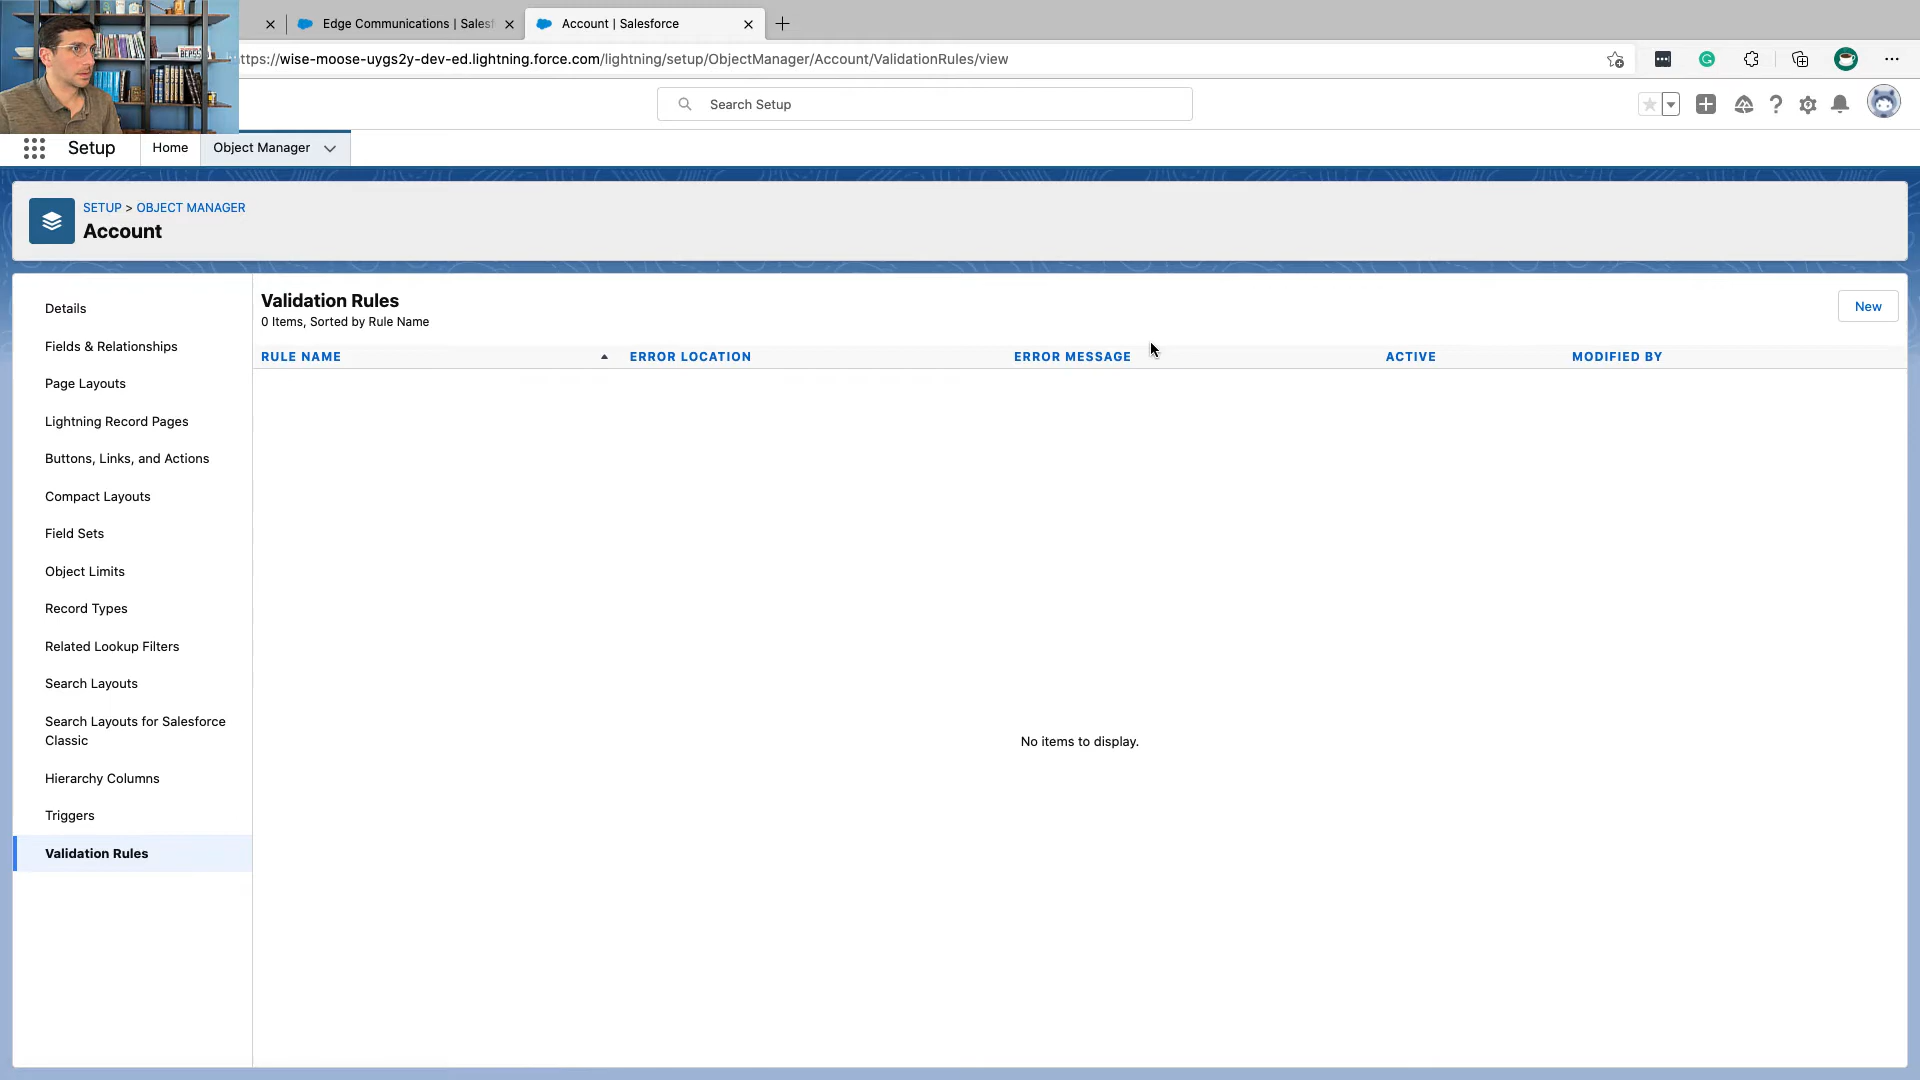 Edge Communications | Sales
Account | Salesforce
ttps://wise-moose-uygs2y-dev-ed.lightning.force.com/lightning/setup/ObjectManager/Account/ValidationRules/view
Search Setup
Setup
Home
Object Manager
SETUP > OBJECT MANAGER
Account
Details
Fields & Relationships
Page Layouts
Lightning Record Pages
Buttons, Links, and Actions
Compact Layouts
Field Sets
Object Limits
Record Types
Related Lookup Filters
Search Layouts
Search Layouts for Salesforce
Classic
Hierarchy Columns
Triggers
Validation Rules
Validation Rules
0 Items, Sorted by Rule Name
New
RULE NAME ERROR LOCATION ERROR MESSAGE ACTIVE MODIFIED BY
No items to display.